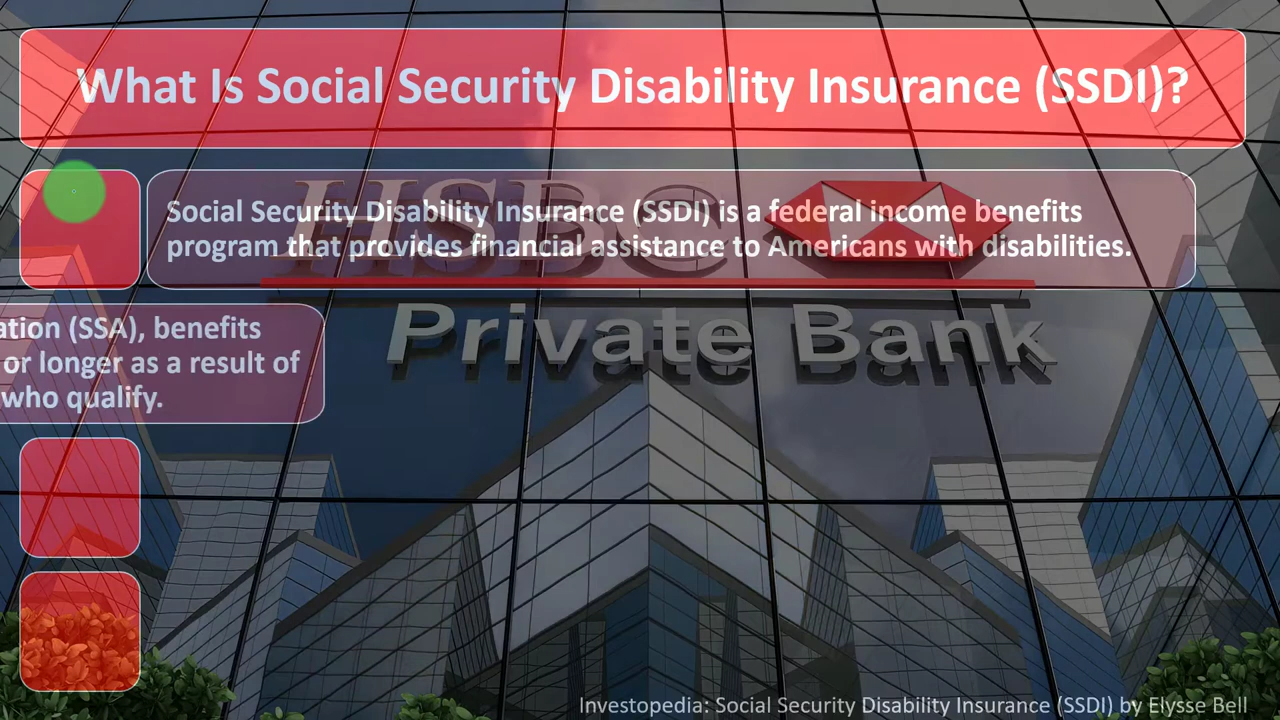 What Is Social Security Disability Insurance (SSDI)?
Social Security Disability Insurance (SSDI) is a federal income benefits
program that provides financial assistance to Americans with disabilities.
HSBC
Private Bank
ation (SSA), benefits
or longer as a result of
who qualify.
Investopedia: Social Security Disability Insurance (SSDI) by Elysse Bell